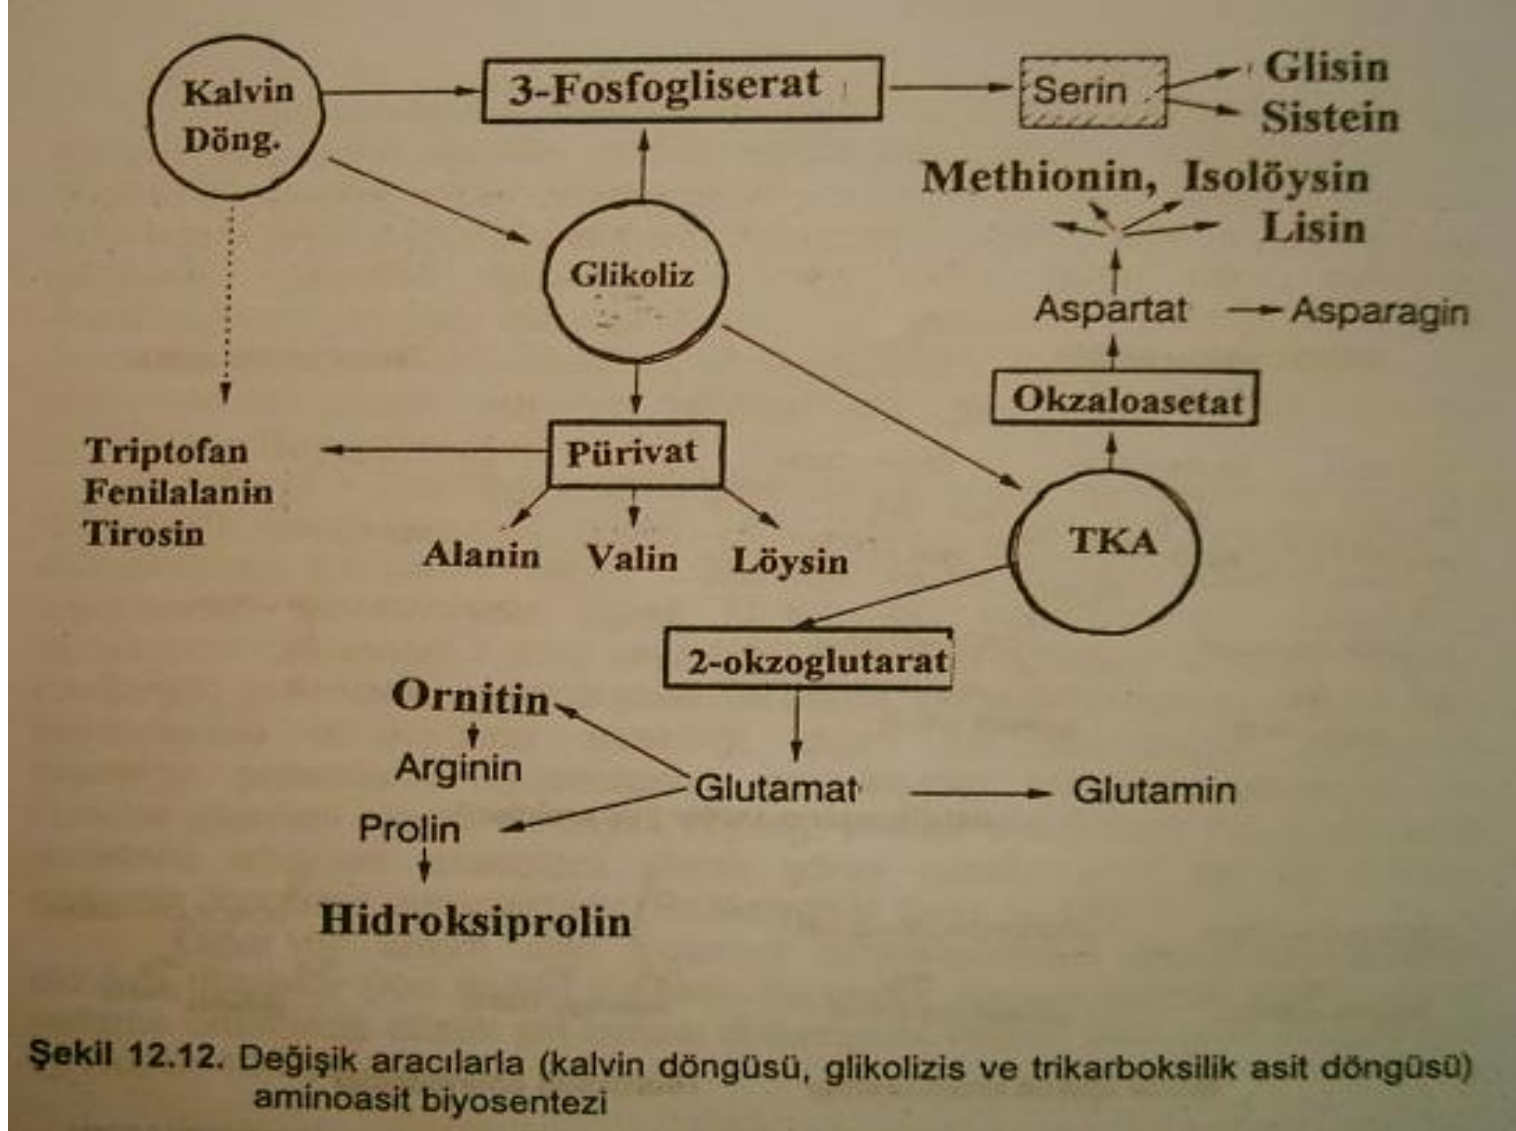 Kalvin
Döng.
3-Fosfogliserat
Serin
Glisin
Sistein
Methionin, Isolöysin
Lisin
Glikoliz
Aspartat
Asparagin
Okzaloasetat
Triptofan
Fenilalanin
Tirosin
Pürivat
Alanin
Valin
Löysin
TKA
2-okzoglutarat
Ornitin
Arginin
Glutamat
Glutamin
Prolin
Hidroksiprolin
Şekil 12.12. Değişik aracılarla (kalvin döngüsü, glikolizis ve trikarboksilik asit döngüsü)
aminoasit biyosentezi